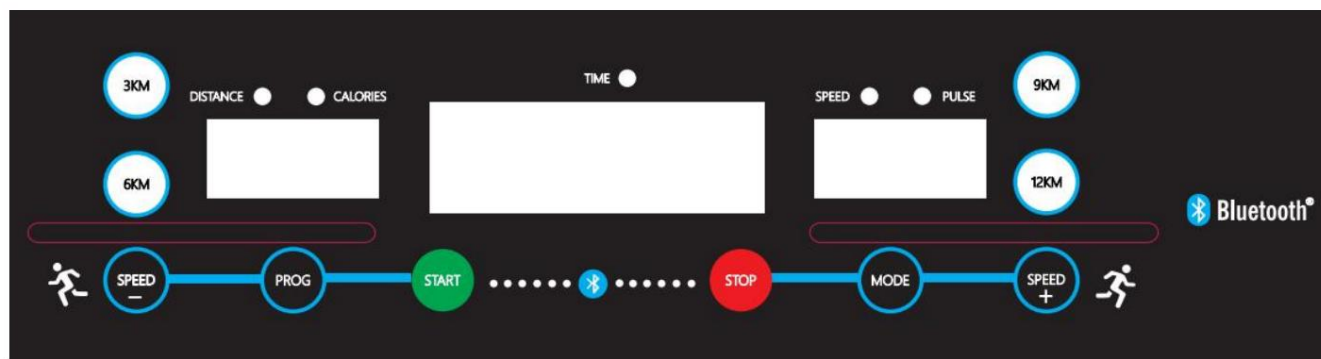 3KM
DISTANCE
CALORIES
TIME
SPEED
PULSE
9KM
6KM
12KM
Bluetooth®
SPEED
−
PROG
START
STOP
MODE
SPEED
+